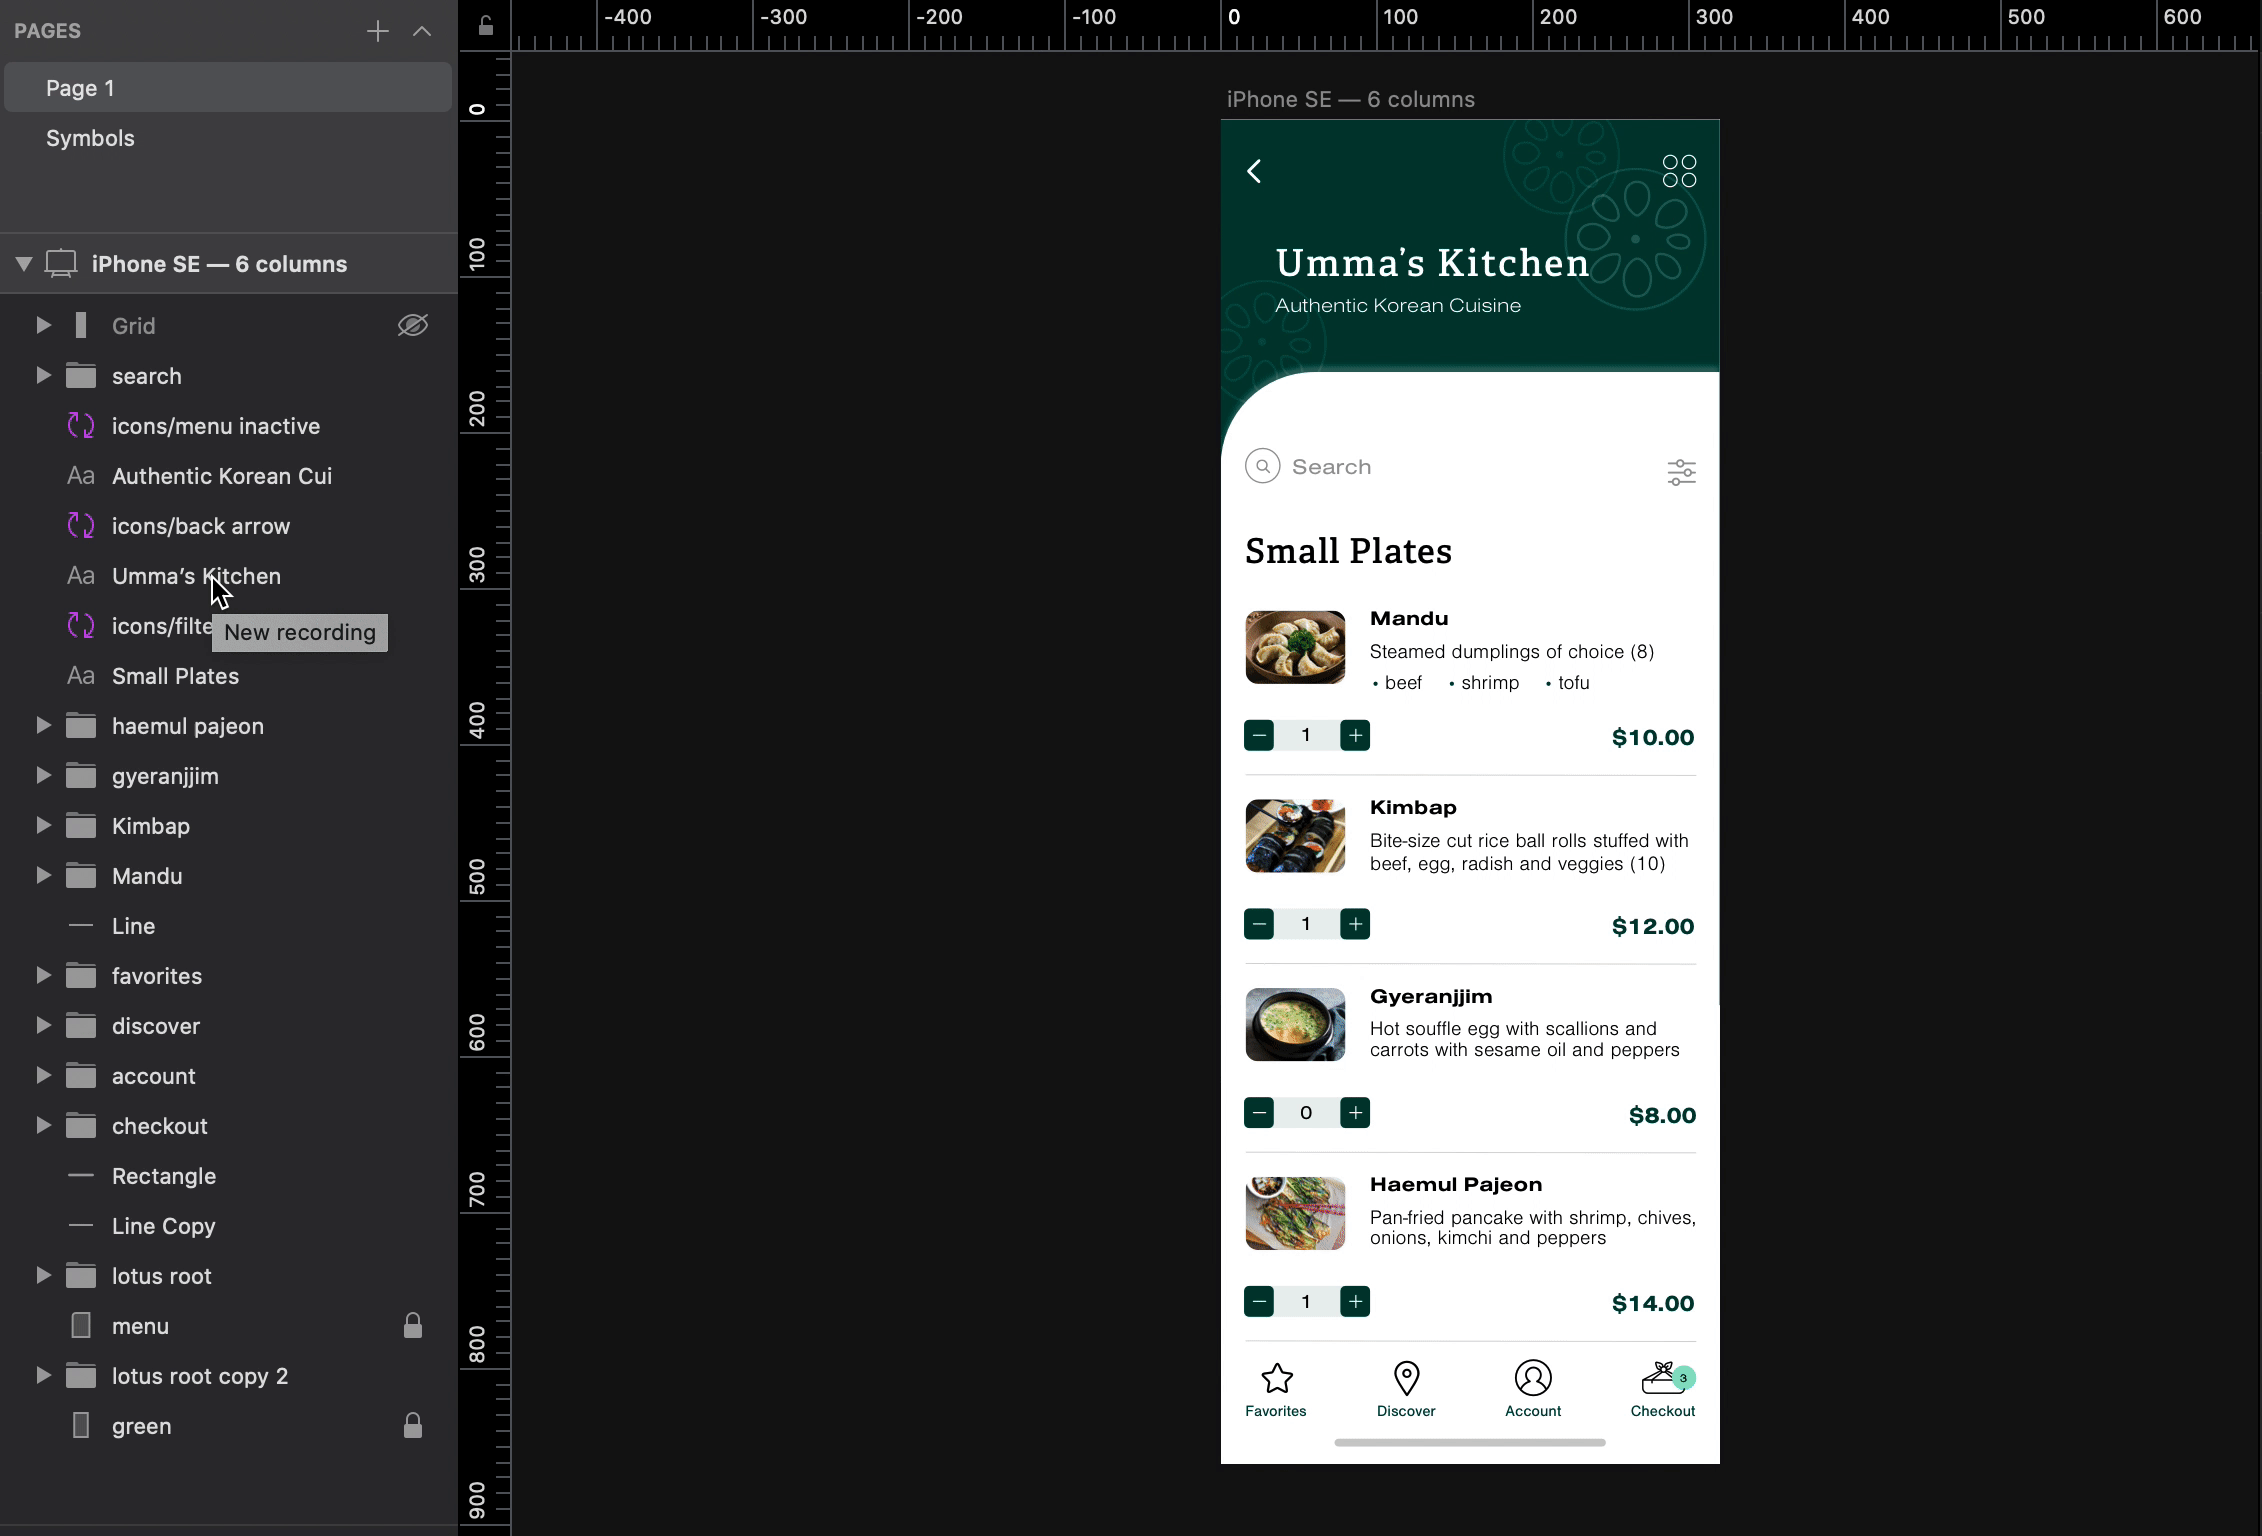 PAGES
Page 1
Symbols
iPhone SE — 6 columns
Grid
search
icons/menu inactive
Aa Authentic Korean Cui
icons/back arrow
Aa Umma’s Kitchen
icons/filte
New recording
Aa Small Plates
haemul pajeon
gyeranjjim
Kimbap
Mandu
Line
favorites
discover
account
checkout
Rectangle
Line Copy
lotus root
menu
lotus root copy 2
green
-400 -300 -200 -100 0 100 200 300 400 500 600
0
100
200
300
400
500
600
700
800
900
iPhone SE — 6 columns
Umma’s Kitchen
Authentic Korean Cuisine
Search
Small Plates
Mandu
Steamed dumplings of choice (8)
• beef • shrimp • tofu
− 1 + $10.00
Kimbap
Bite-size cut rice ball rolls stuffed with
beef, egg, radish and veggies (10)
− 1 + $12.00
Gyeranjjim
Hot souffle egg with scallions and
carrots with sesame oil and peppers
− 0 + $8.00
Haemul Pajeon
Pan-fried pancake with shrimp, chives,
onions, kimchi and peppers
− 1 + $14.00
3
Favorites Discover Account Checkout